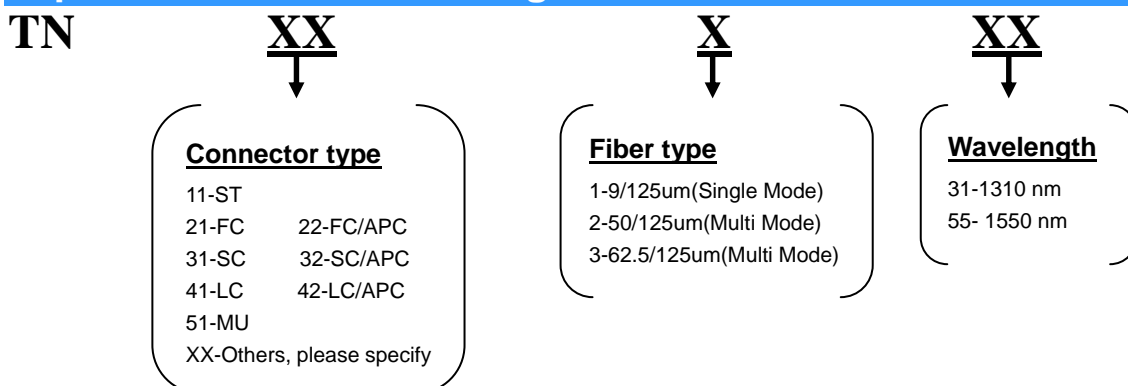 TN XX X XX
Connector type
11-ST
21-FC 22-FC/APC
31-SC 32-SC/APC
41-LC 42-LC/APC
51-MU
XX-Others, please specify
Fiber type
1-9/125um(Single Mode)
2-50/125um(Multi Mode)
3-62.5/125um(Multi Mode)
Wavelength
31-1310 nm
55- 1550 nm